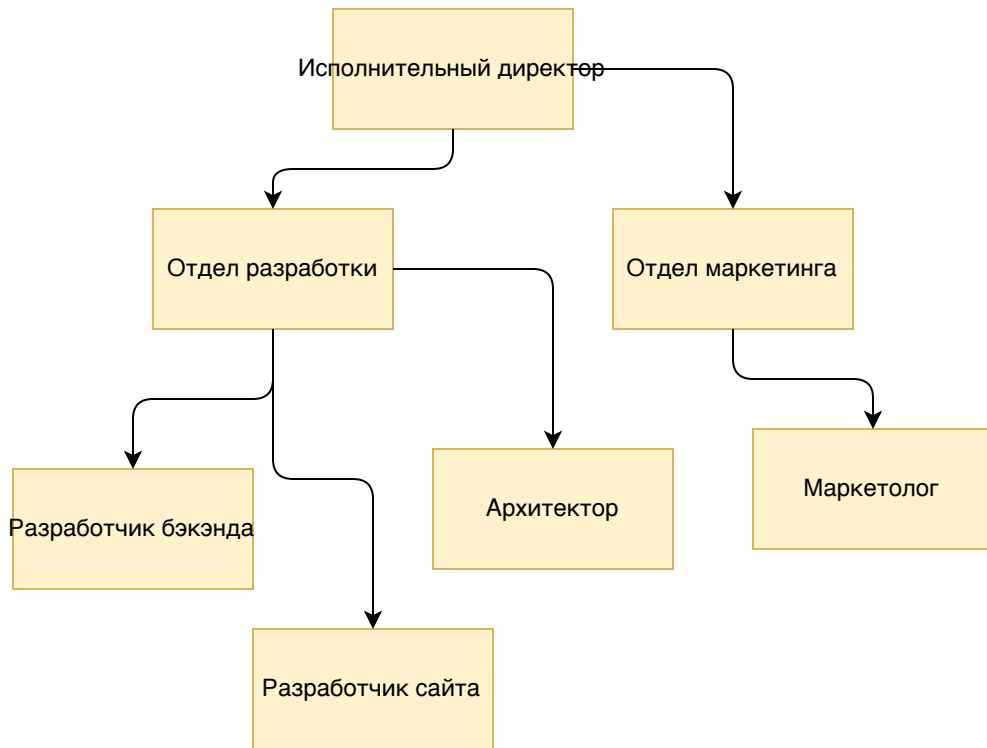 Исполнительный директор
Отдел разработки
Отдел маркетинга
Разработчик бэкэнда
Архитектор
Маркетолог
Разработчик сайта